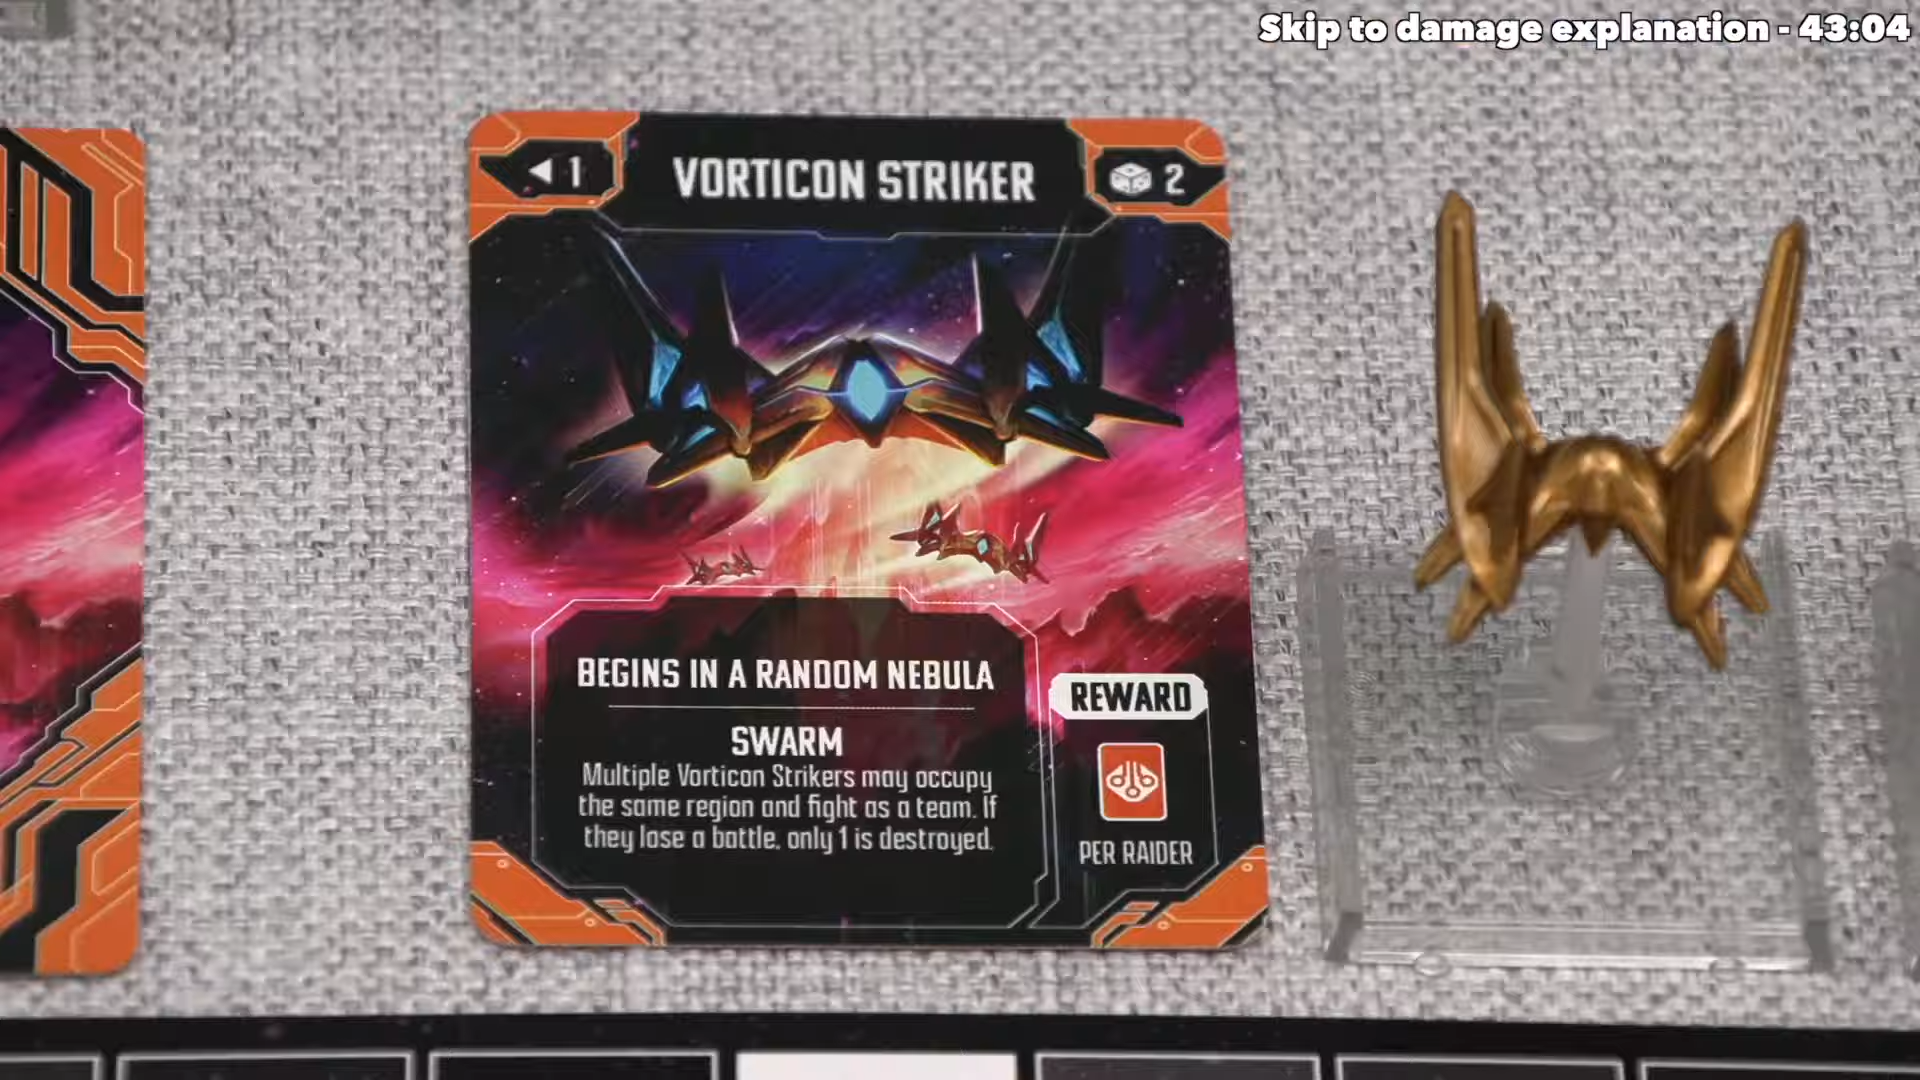 Skip to damage explanation - 43:04
1
VORTICON STRIKER
2
BEGINS IN A RANDOM NEBULA
SWARM
Multiple Vorticon Strikers may occupy
the same region and fight as a team. If
they lose a battle, only 1 is destroyed.
REWARD
PER RAIDER